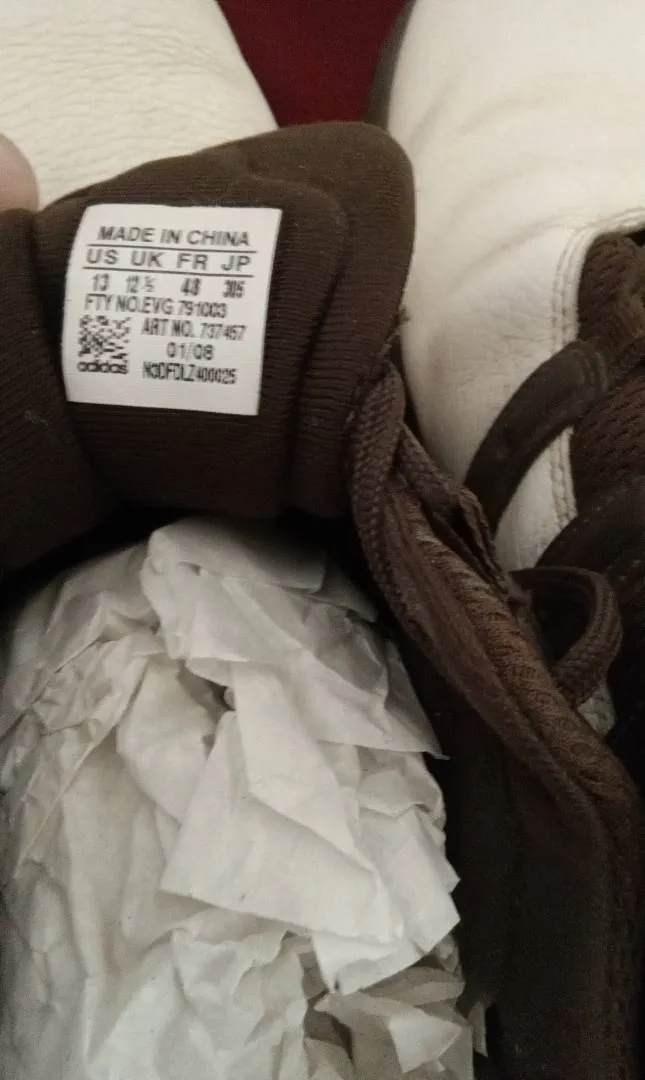 MADE IN CHINA
US UK FR JP
13 12½ 48 305
FTY NO.EVG 791003
ART NO. 737457
01/08
adidas N3DFDLZ400025